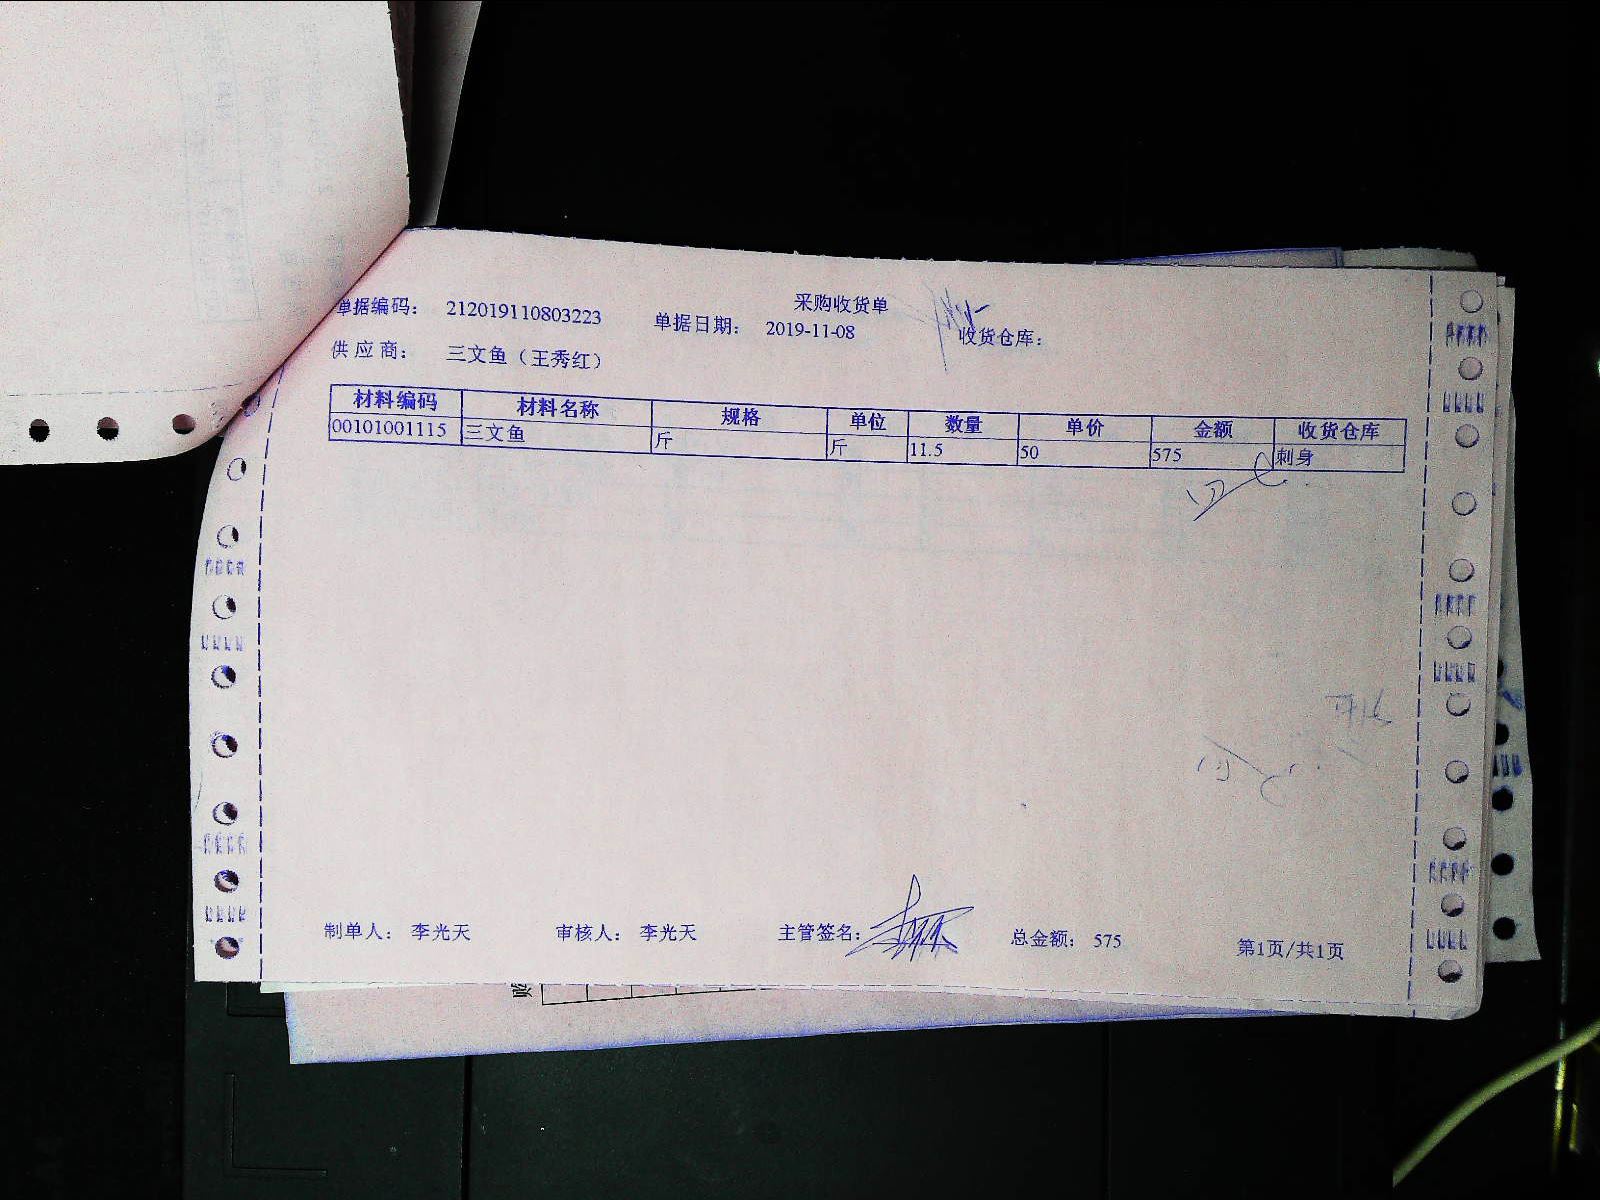 采购收货单
单据编码： 212019110803223 单据日期： 2019-11-08 收货仓库：
供应商： 三文鱼（王秀红）
材料编码 材料名称 规格 单位 数量 单价 金额 收货仓库
00101001115 三文鱼 斤 斤 11.5 50 575 刺身
制单人： 李光天 审核人： 李光天 主管签名： 总金额： 575 第1页/共1页